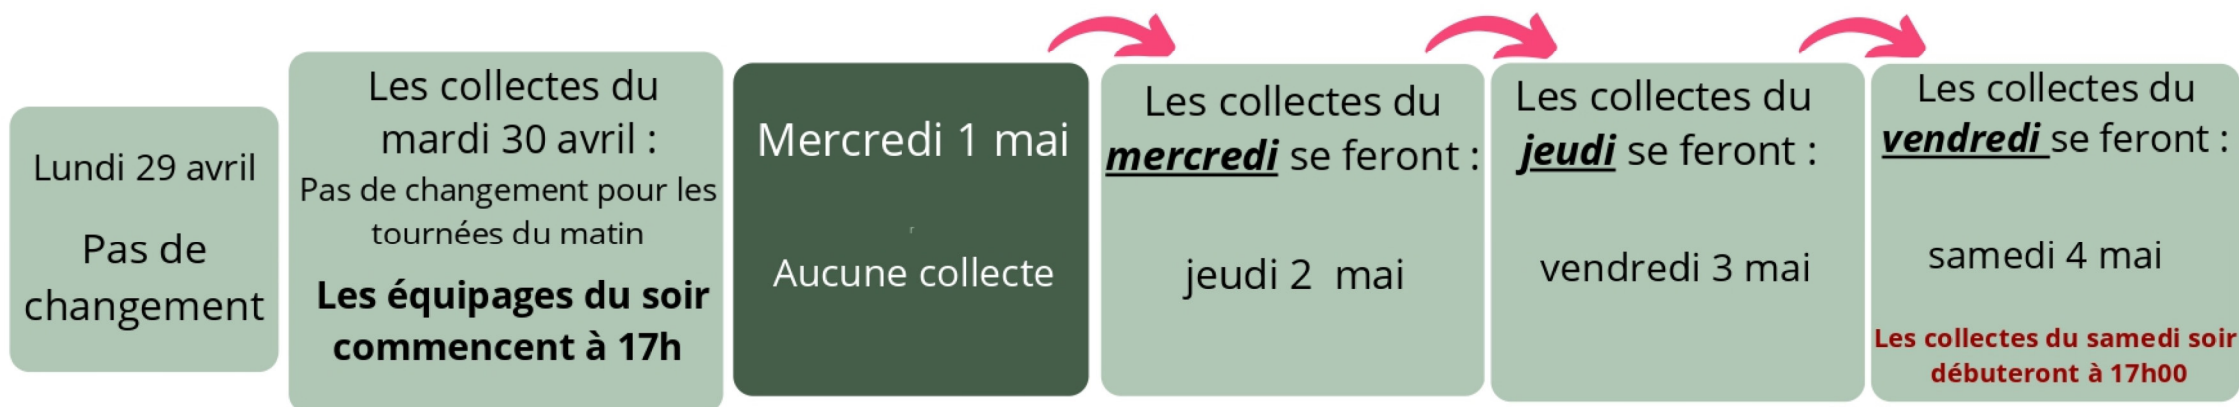 Lundi 29 avril
Pas de
changement
Les collectes du
mardi 30 avril :
Pas de changement pour les
tournées du matin
Les équipages du soir
commencent à 17h
Mercredi 1 mai
r
Aucune collecte
Les collectes du
mercredi se feront :
jeudi 2 mai
Les collectes du
jeudi se feront :
vendredi 3 mai
Les collectes du
vendredi se feront :
samedi 4 mai
Les collectes du samedi soir
débuteront à 17h00